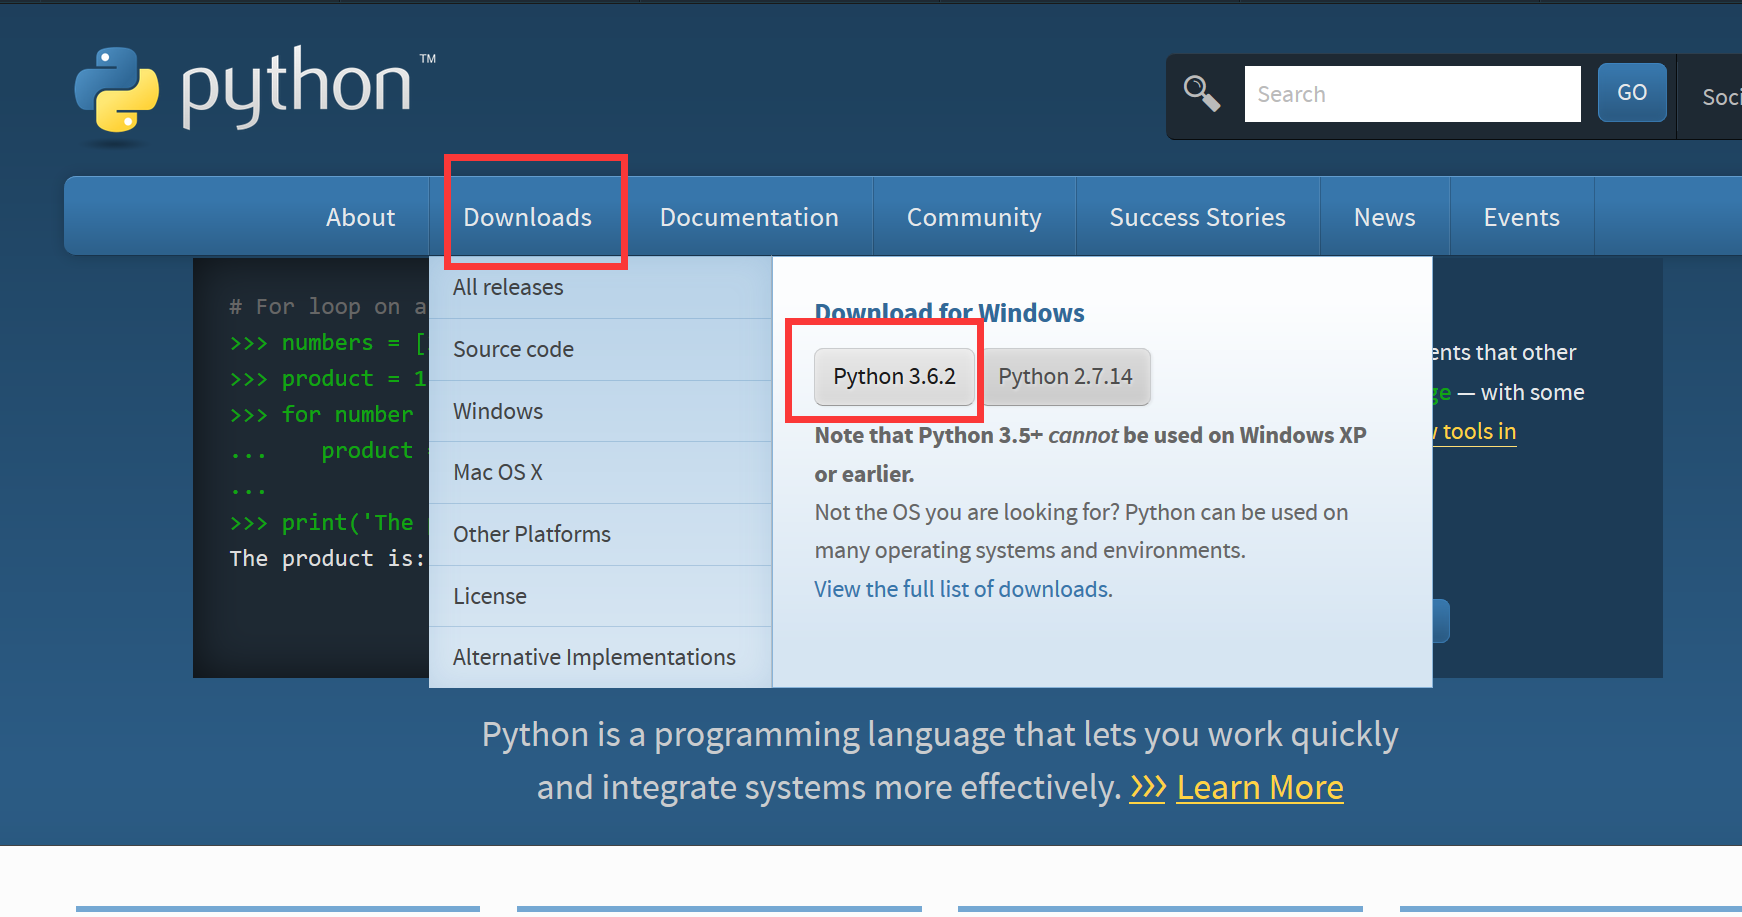 python™
Search
GO
About
Downloads
Documentation
Community
Success Stories
News
Events
# For loop on a
>>> numbers = [
>>> product = 1
>>> for number
...    product
...
>>> print('The
The product is:
All releases
Source code
Windows
Mac OS X
Other Platforms
License
Alternative Implementations
Download for Windows
Python 3.6.2
Python 2.7.14
Note that Python 3.5+ cannot be used on Windows XP
or earlier.
Not the OS you are looking for? Python can be used on
many operating systems and environments.
View the full list of downloads.
that other
— with some
tools in
Python is a programming language that lets you work quickly
and integrate systems more effectively. >>> Learn More